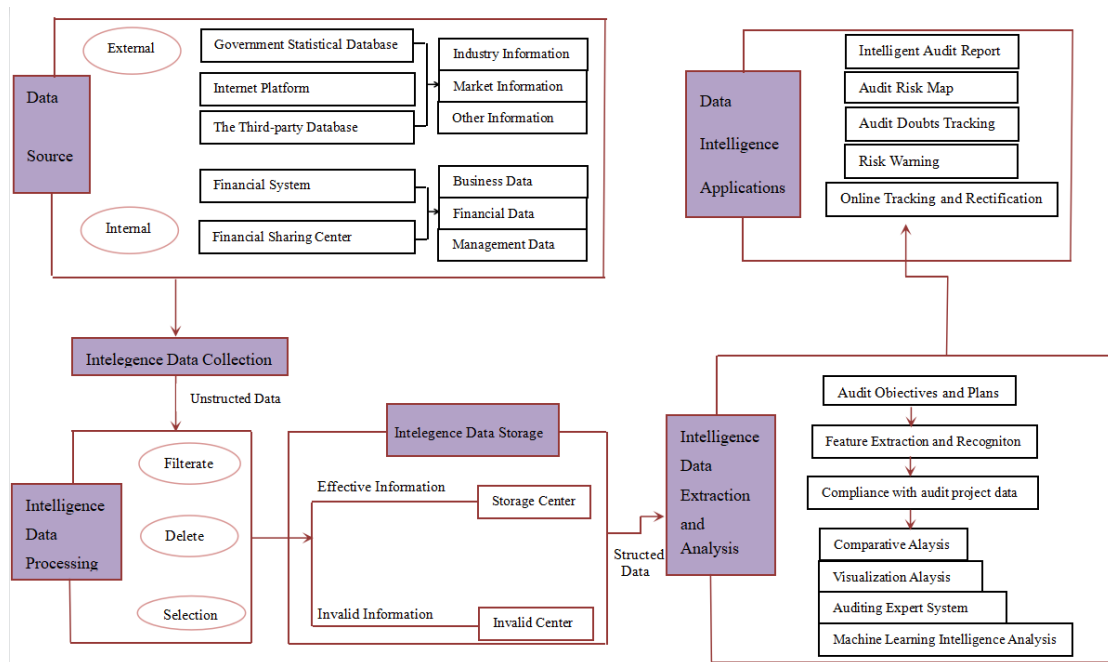 Data
Source
External
Internal
Government Statistical Database
Internet Platform
The Third-party Database
Industry Information
Market Information
Other Information
Financial System
Financial Sharing Center
Business Data
Financial Data
Management Data
Intelegence Data Collection
Unstructed Data
Intelligence
Data
Processing
Filterate
Delete
Selection
Intelegence Data Storage
Effective Information
Storage Center
Invalid Information
Invalid Center
Structed
Data
Intelligence
Data
Extraction
and
Analysis
Audit Objectives and Plans
Feature Extraction and Recogniton
Compliance with audit project data
Comparative Alaysis
Visualization Alaysis
Auditing Expert System
Machine Learning Intelligence Analysis
Data
Intelligence
Applications
Intelligent Audit Report
Audit Risk Map
Audit Doubts Tracking
Risk Warning
Online Tracking and Rectification